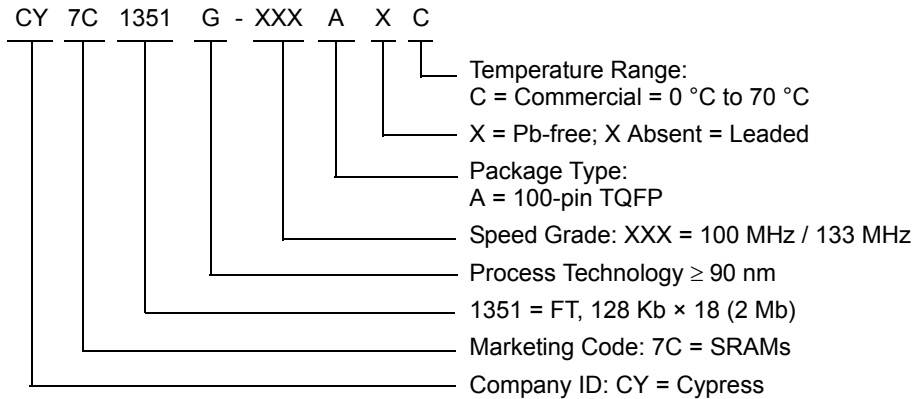 CY 7C 1351 G - XXX A X C
Temperature Range:
C = Commercial = 0 °C to 70 °C
X = Pb-free; X Absent = Leaded
Package Type:
A = 100-pin TQFP
Speed Grade: XXX = 100 MHz / 133 MHz
Process Technology ≥ 90 nm
1351 = FT, 128 Kb × 18 (2 Mb)
Marketing Code: 7C = SRAMs
Company ID: CY = Cypress